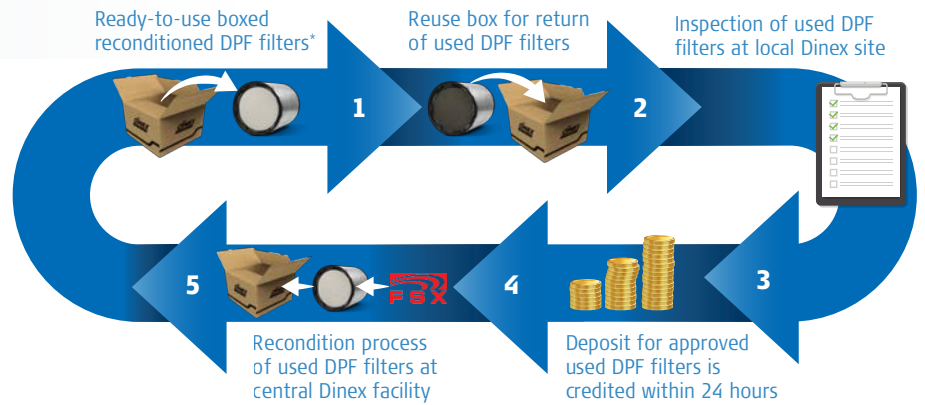 Ready-to-use boxed
reconditioned DPF filters*
Reuse box for return
of used DPF filters
Inspection of used DPF
filters at local Dinex site
1
2
3
4
5
FSX
Recondition process
of used DPF filters at
central Dinex facility
Deposit for approved
used DPF filters is
credited within 24 hours